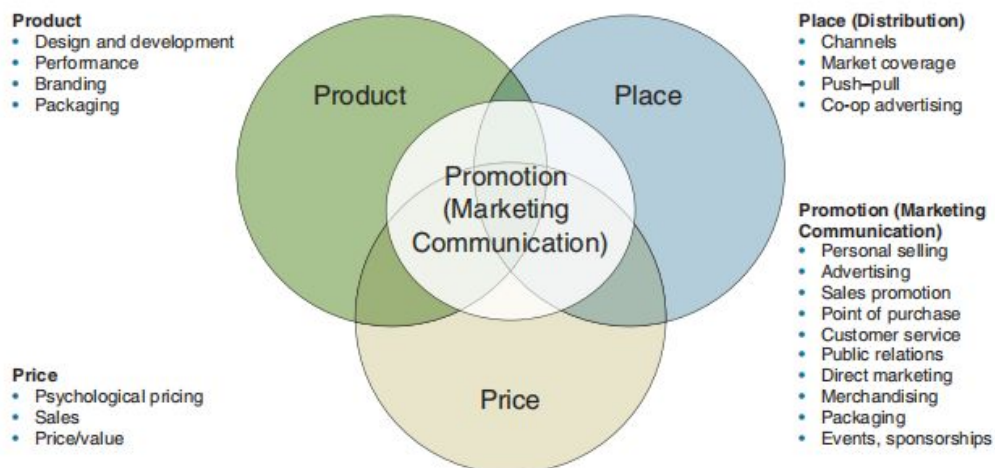 Product
• Design and development
• Performance
• Branding
• Packaging
Place (Distribution)
• Channels
• Market coverage
• Push–pull
• Co-op advertising
Product
Place
Promotion
(Marketing
Communication)
Price
Promotion (Marketing
Communication)
• Personal selling
• Advertising
• Sales promotion
• Point of purchase
• Customer service
• Public relations
• Direct marketing
• Merchandising
• Packaging
• Events, sponsorships
Price
• Psychological pricing
• Sales
• Price/value